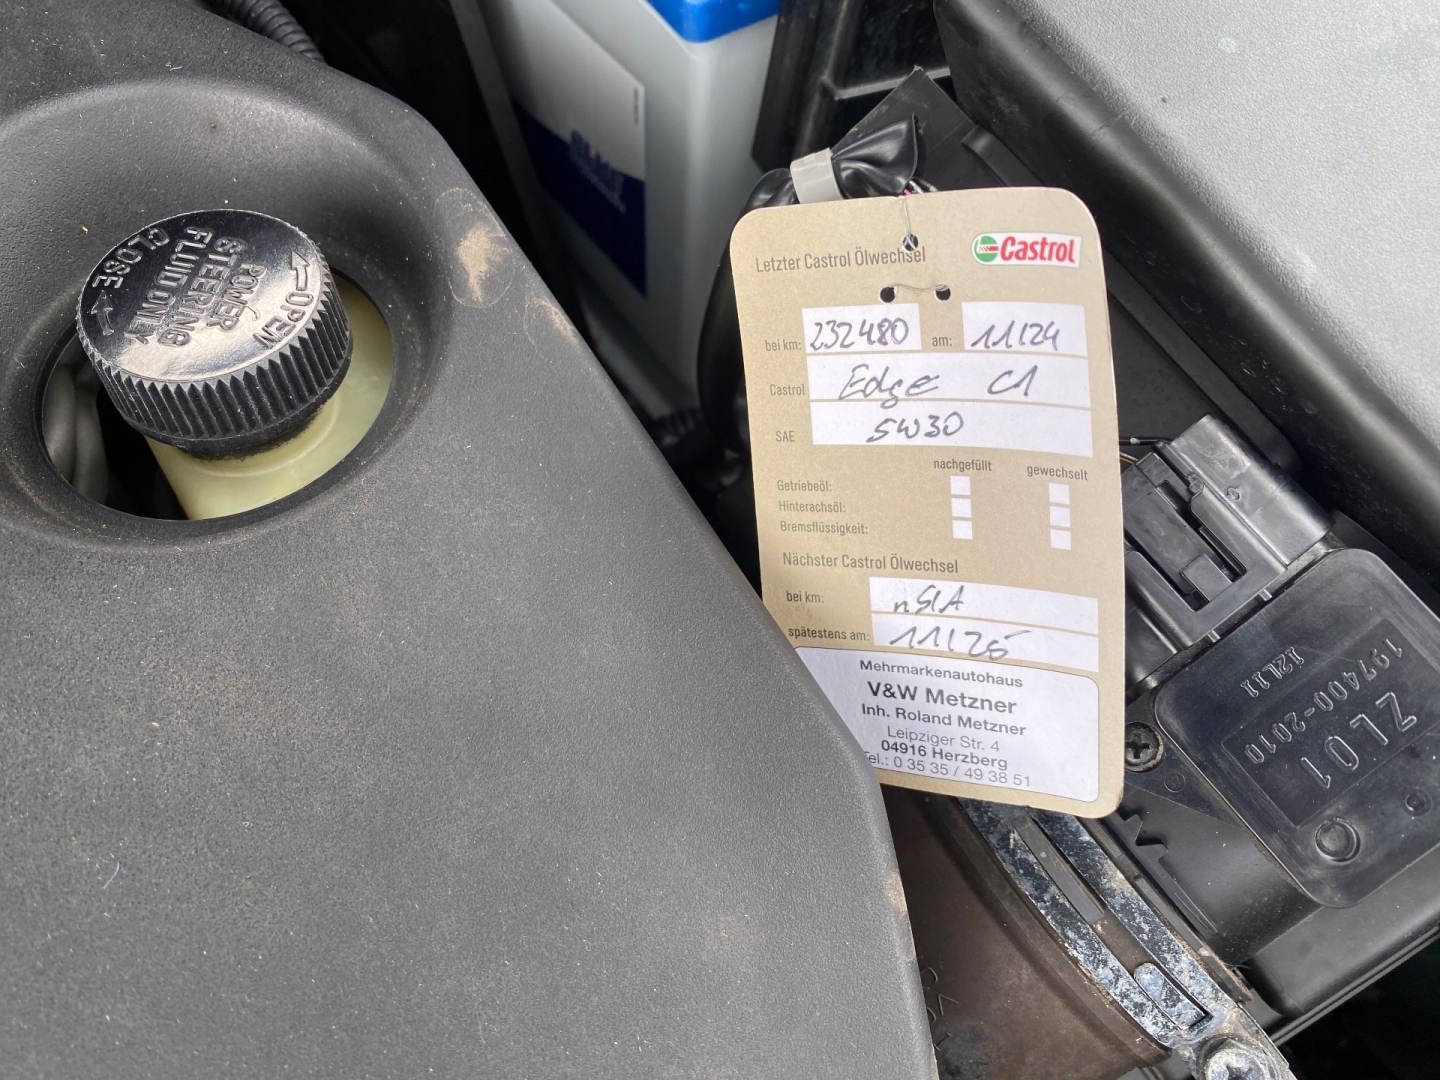 CLOSE
POWER
STEERING
FLUID ONLY
OPEN
Letzter Castrol Ölwechsel
Castrol
bei km: 232480 am: 11/24
Castrol Edge C1
SAE 5W30
nachgefüllt gewechselt
Getriebeöl:
Hinterachsöl:
Bremsflüssigkeit:
Nächster Castrol Ölwechsel
bei km:
spätestens am: 11/25
Mehrmarkenautohaus
V&W Metzner
Inh. Roland Metzner
Leipziger Str. 4
04916 Herzberg
Tel.: 0 35 35 / 49 38 51
ZL01
197400-2010
12L11